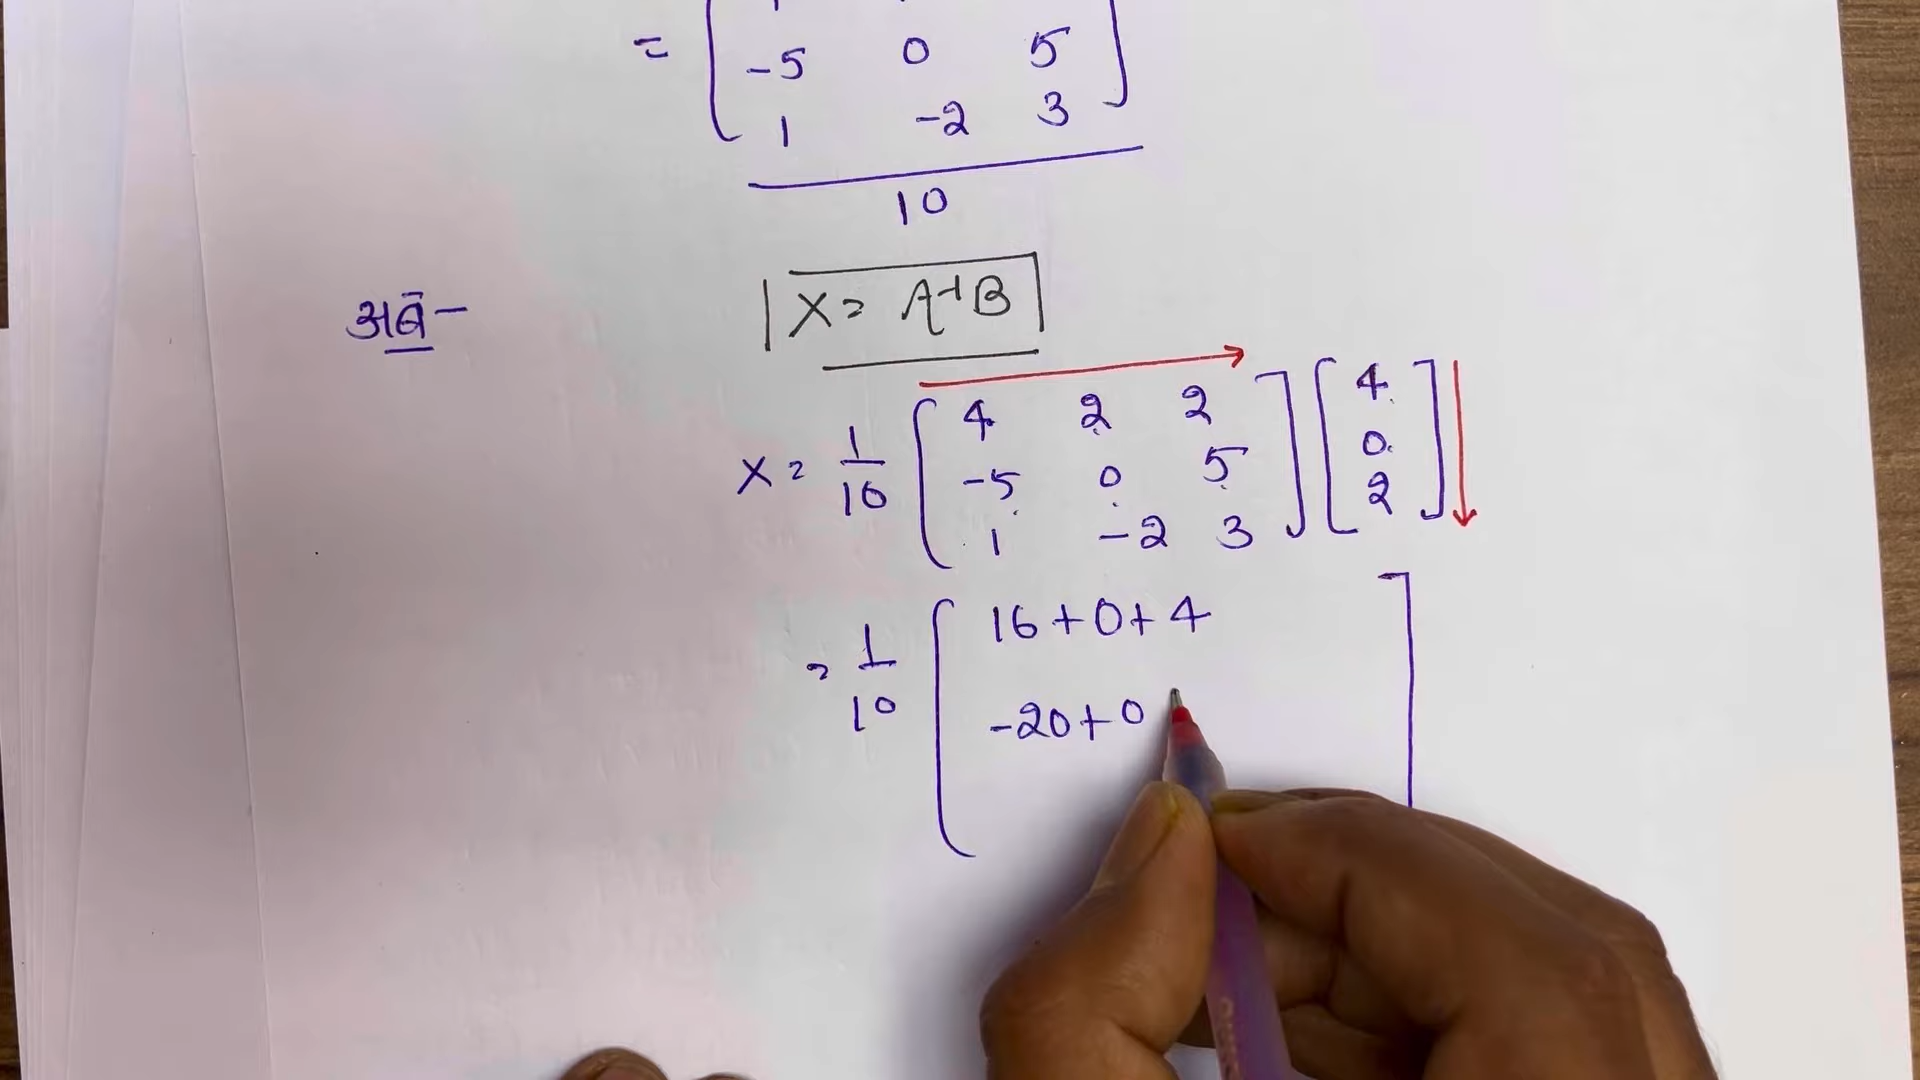 = -5 0 5
1 -2 3
10
अब- X = A⁻¹B
X = 1/10 [ 4 2 2 ] [ 4 ]
[ -5 0 5 ] [ 0 ]
[ 1 -2 3 ] [ 2 ]
= 1/10 [ 16+0+4 ]
[ -20+0 ]